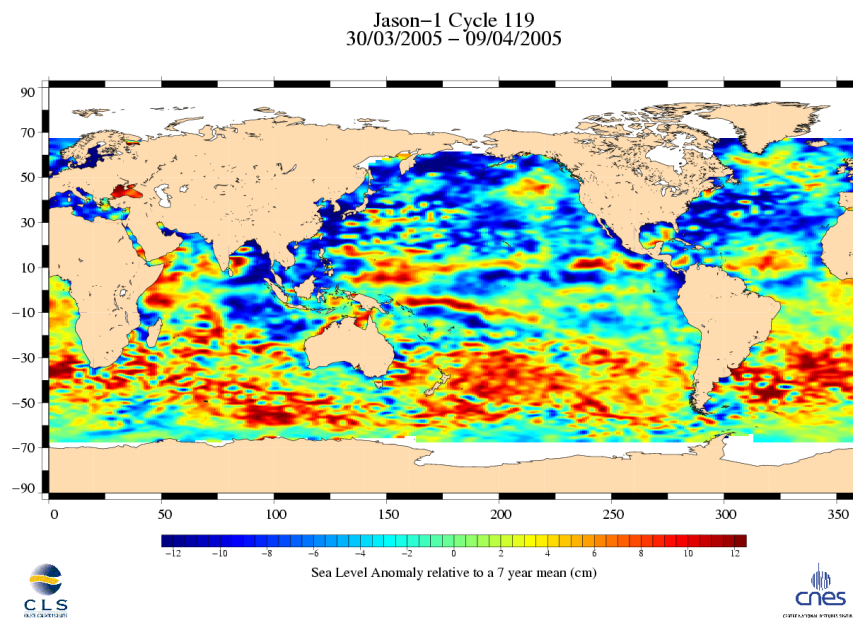 Jason−1 Cycle 119
30/03/2005 − 09/04/2005
90
70
50
30
10
−10
−30
−50
−70
−90
0 50 100 150 200 250 300 350
−12 −10 −8 −6 −4 −2 0 2 4 6 8 10 12
Sea Level Anomaly relative to a 7 year mean (cm)
CLS
cnes